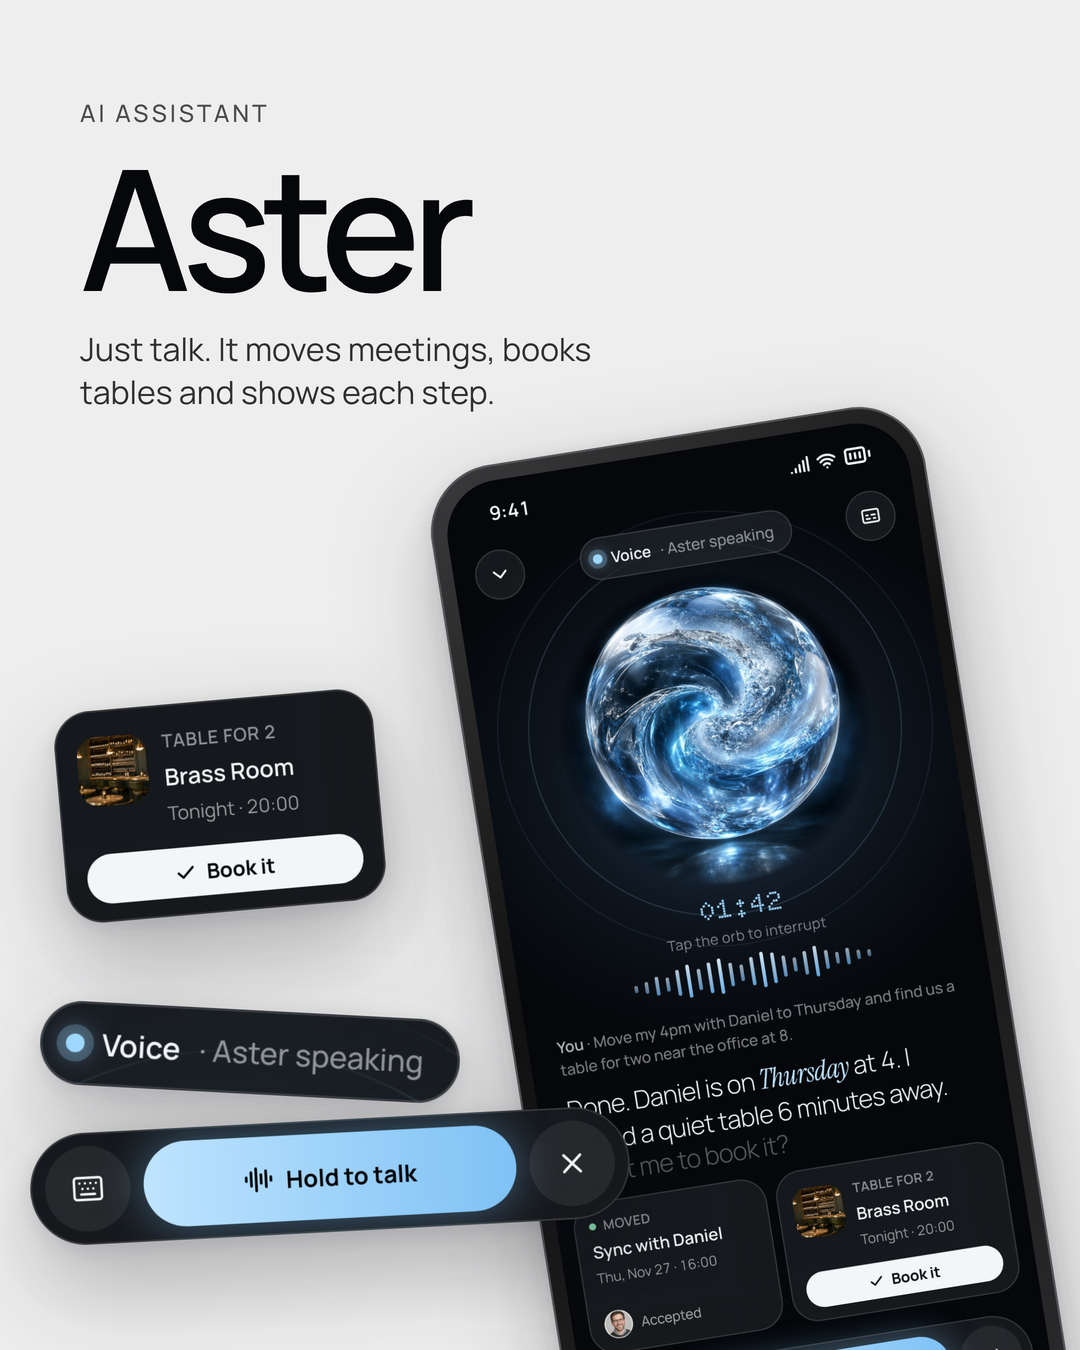 AI ASSISTANT
Aster
Just talk. It moves meetings, books
tables and shows each step.
9:41
Voice · Aster speaking
01:42
Tap the orb to interrupt
You · Move my 4pm with Daniel to Thursday and find us a
table for two near the office at 8.
Done. Daniel is on Thursday at 4. I
a quiet table 6 minutes away.
me to book it?
MOVED
Sync with Daniel
Thu, Nov 27 · 16:00
Accepted
TABLE FOR 2
Brass Room
Tonight · 20:00
Book it
TABLE FOR 2
Brass Room
Tonight · 20:00
Book it
Voice · Aster speaking
Hold to talk